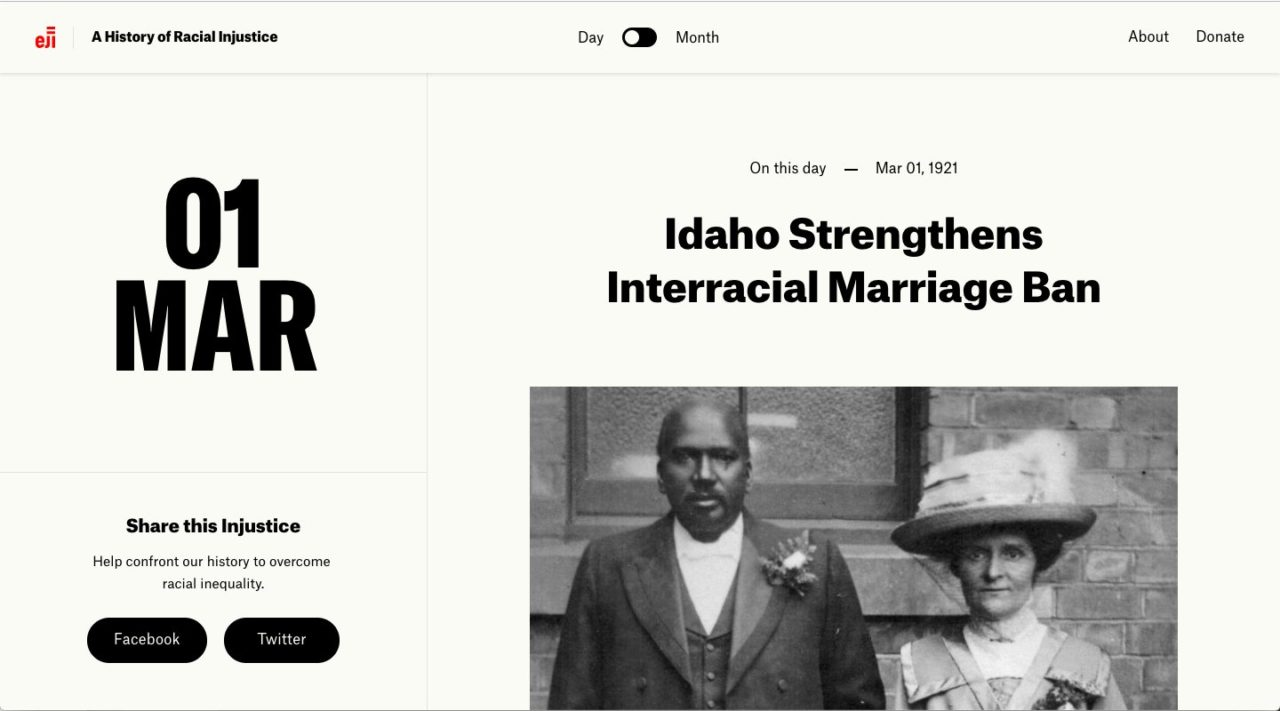 eji
A History of Racial Injustice
Day
Month
About
Donate
01
MAR
Share this Injustice
Help confront our history to overcome
racial inequality.
Facebook
Twitter
On this day — Mar 01, 1921
Idaho Strengthens
Interracial Marriage Ban